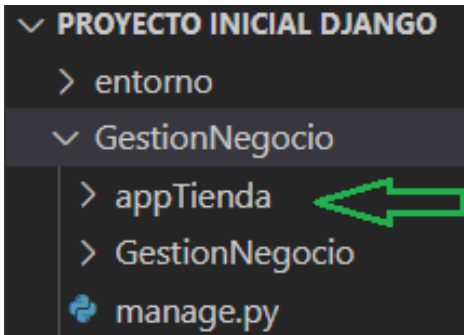 PROYECTO INICIAL DJANGO
entorno
GestionNegocio
appTienda
GestionNegocio
manage.py